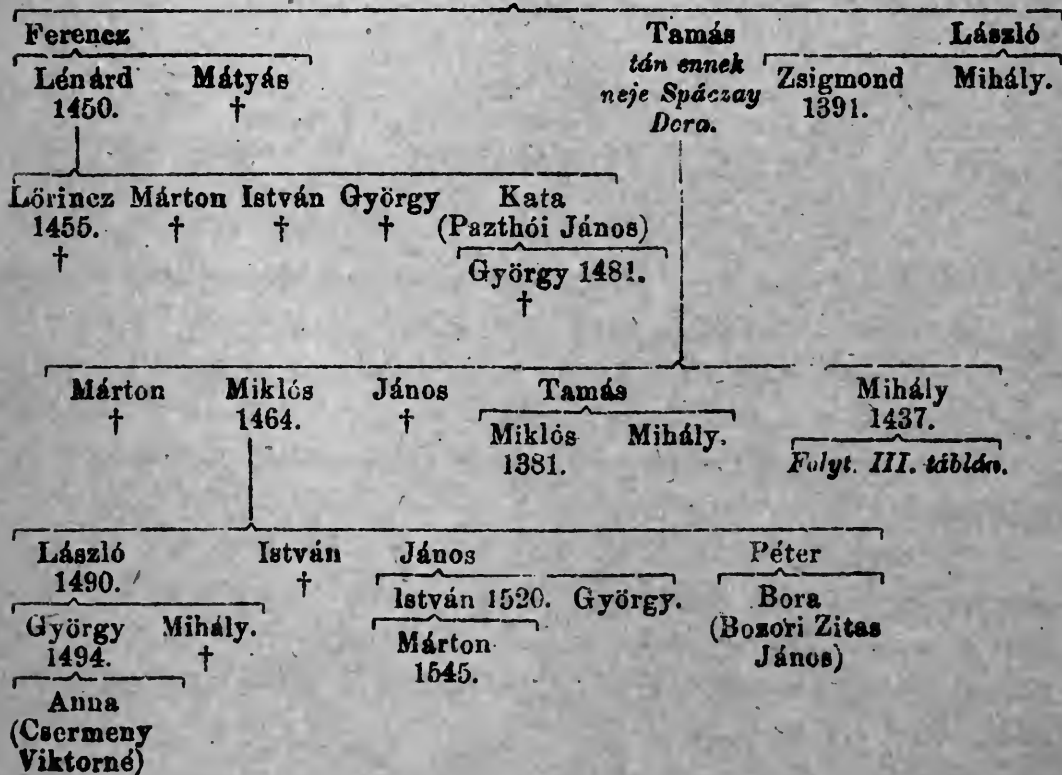 Ferencz Tamás László
Lénárd Mátyás tán ennek Zsigmond Mihály.
1450. † neje Spáczay 1391.
Dora.
Lőrincz Márton István György Kata
1455. † † † (Pazthói János)
† György 1481.
†
Márton Miklós János Tamás Mihály
† 1464. † Miklós Mihály. 1437.
1381. Folyt. III. táblán.
László István János Péter
1490. † István 1520. György. Bora
György Mihály. Márton (Bozóri Zitas
1494. † 1545. János)
Anna
(Csermeny
Viktorné)